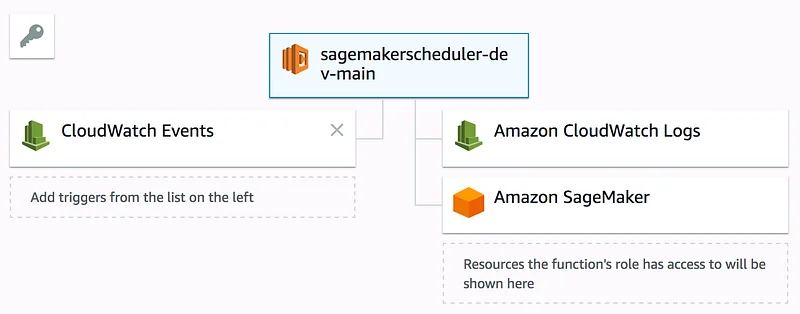 sagemakerscheduler-de
v-main
CloudWatch Events
Amazon CloudWatch Logs
Add triggers from the list on the left
Amazon SageMaker
Resources the function's role has access to will be
shown here